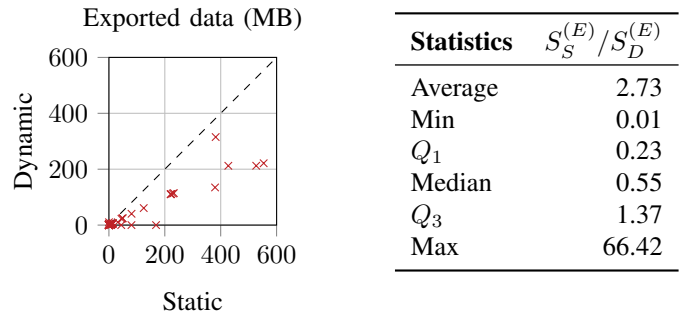 Exported data (MB)
600
400
200
0
Dynamic
0 200 400 600
Static
Statistics S_S^{(E)}/S_D^{(E)}
Average 2.73
Min 0.01
Q_1 0.23
Median 0.55
Q_3 1.37
Max 66.42